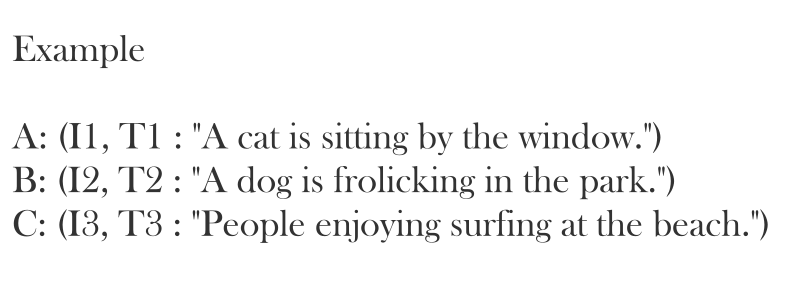 Example
A: (I1, T1 : "A cat is sitting by the window.")
B: (I2, T2 : "A dog is frolicking in the park.")
C: (I3, T3 : "People enjoying surfing at the beach.")